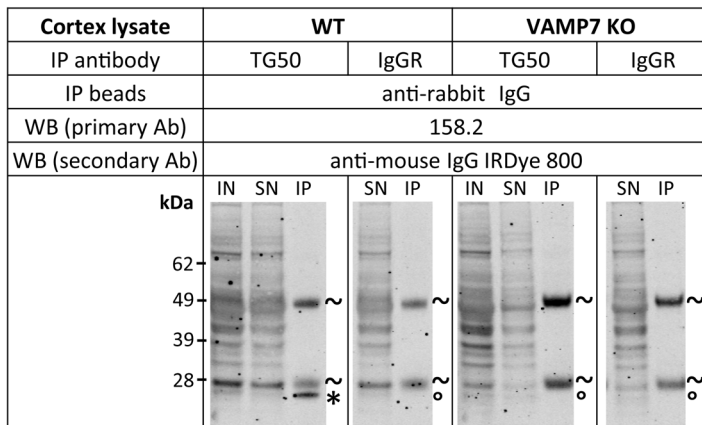 Cortex lysate WT VAMP7 KO
IP antibody TG50 IgGR TG50 IgGR
IP beads anti-rabbit IgG
WB (primary Ab) 158.2
WB (secondary Ab) anti-mouse IgG IRDye 800
IN SN IP SN IP IN SN IP SN IP
kDa
62
49 ~ ~ ~ ~
39
28 ~ ~ ~ ~
* ° ° °